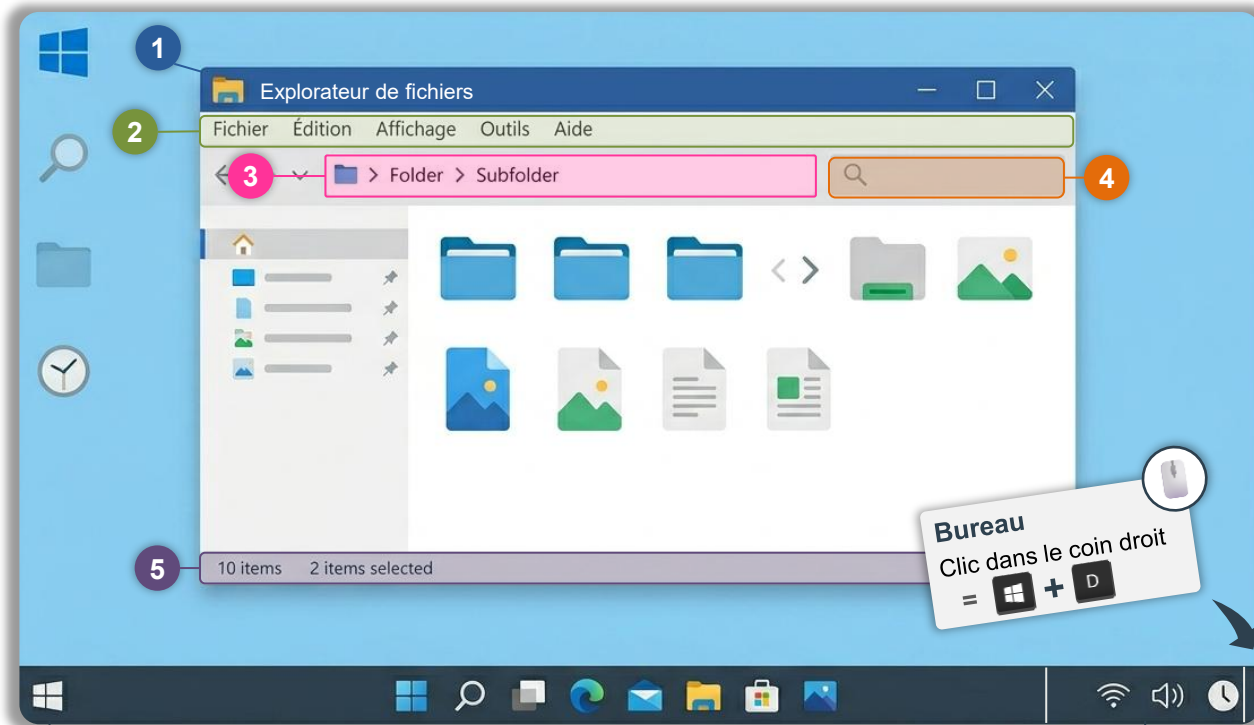 1
Explorateur de fichiers
2
Fichier Édition Affichage Outils Aide
3
> Folder > Subfolder
4
5
10 items 2 items selected
Bureau
Clic dans le coin droit
= + D